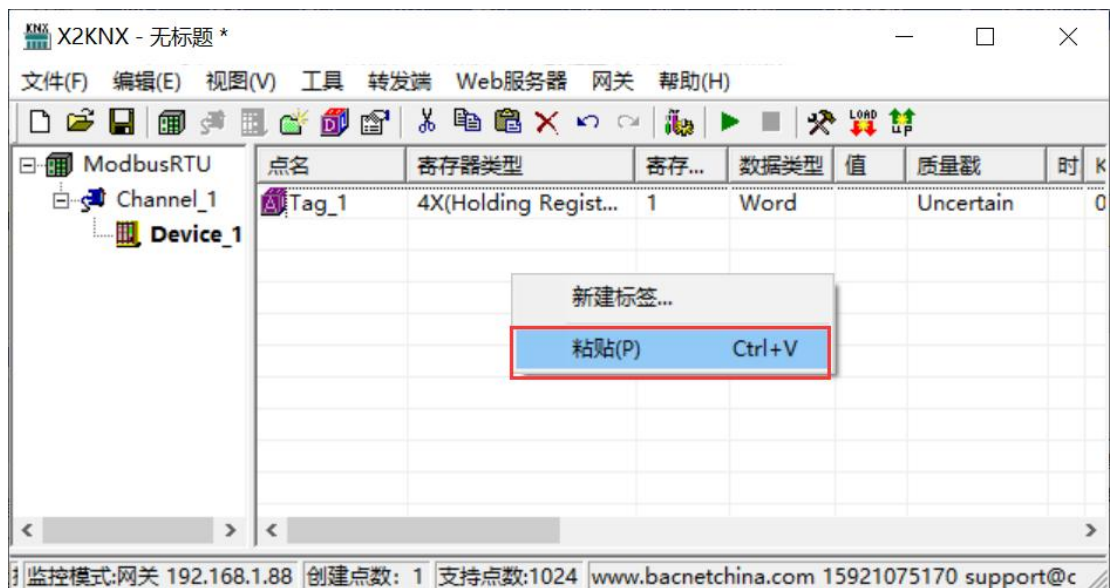 X2KNX - 无标题 *
文件(F) 编辑(E) 视图(V) 工具 转发端 Web服务器 网关 帮助(H)
LOAD UP
ModbusRTU
Channel_1
Device_1
点名 寄存器类型 寄存... 数据类型 值 质量戳 时
Tag_1 4X(Holding Regist... 1 Word Uncertain 0
新建标签...
粘贴(P) Ctrl+V
监控模式:网关 192.168.1.88 创建点数: 1 支持点数:1024 www.bacnetchina.com 15921075170 support@c